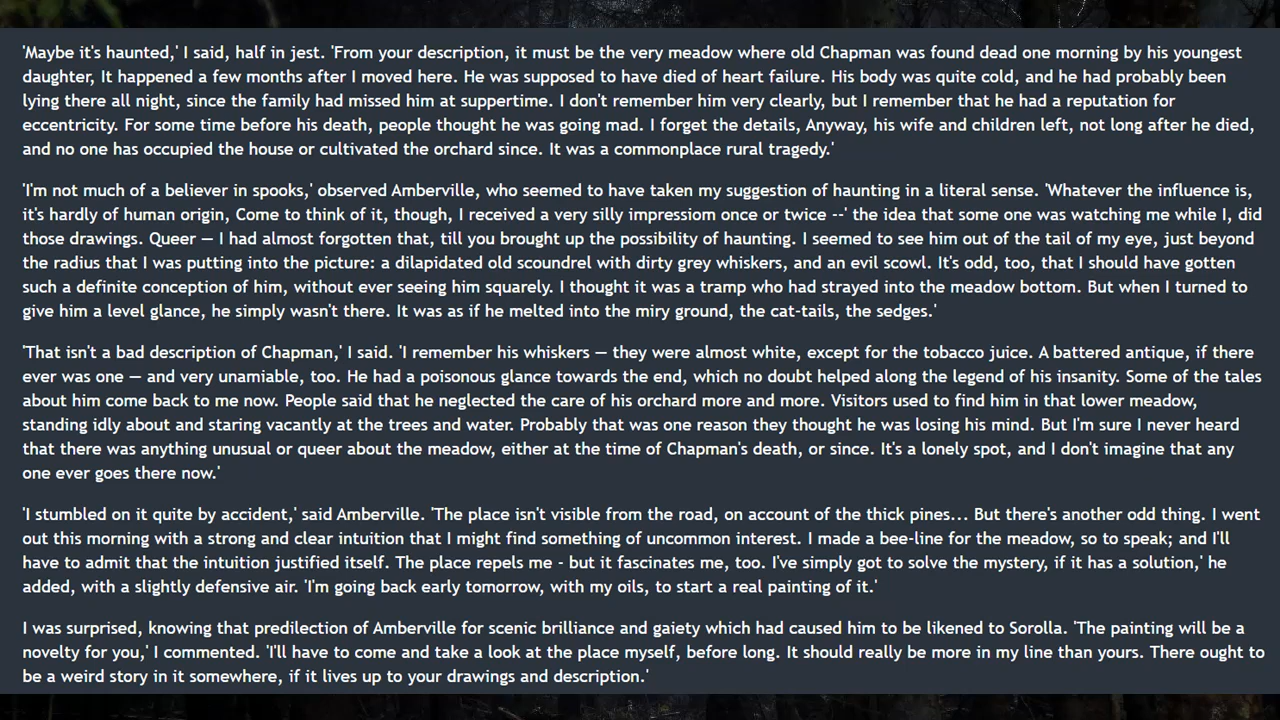 'Maybe it's haunted,' I said, half in jest. 'From your description, it must be the very meadow where old Chapman was found dead one morning by his youngest
daughter, It happened a few months after I moved here. He was supposed to have died of heart failure. His body was quite cold, and he had probably been
lying there all night, since the family had missed him at suppertime. I don't remember him very clearly, but I remember that he had a reputation for
eccentricity. For some time before his death, people thought he was going mad. I forget the details, Anyway, his wife and children left, not long after he died,
and no one has occupied the house or cultivated the orchard since. It was a commonplace rural tragedy.'
'I'm not much of a believer in spooks,' observed Amberville, who seemed to have taken my suggestion of haunting in a literal sense. 'Whatever the influence is,
it's hardly of human origin, Come to think of it, though, I received a very silly impressiom once or twice --' the idea that some one was watching me while I, did
those drawings. Queer — I had almost forgotten that, till you brought up the possibility of haunting. I seemed to see him out of the tail of my eye, just beyond
the radius that I was putting into the picture: a dilapidated old scoundrel with dirty grey whiskers, and an evil scowl. It's odd, too, that I should have gotten
such a definite conception of him, without ever seeing him squarely. I thought it was a tramp who had strayed into the meadow bottom. But when I turned to
give him a level glance, he simply wasn't there. It was as if he melted into the miry ground, the cat-tails, the sedges.'
'That isn't a bad description of Chapman,' I said. 'I remember his whiskers — they were almost white, except for the tobacco juice. A battered antique, if there
ever was one — and very unamiable, too. He had a poisonous glance towards the end, which no doubt helped along the legend of his insanity. Some of the tales
about him come back to me now. People said that he neglected the care of his orchard more and more. Visitors used to find him in that lower meadow,
standing idly about and staring vacantly at the trees and water. Probably that was one reason they thought he was losing his mind. But I'm sure I never heard
that there was anything unusual or queer about the meadow, either at the time of Chapman's death, or since. It's a lonely spot, and I don't imagine that any
one ever goes there now.'
'I stumbled on it quite by accident,' said Amberville. 'The place isn't visible from the road, on account of the thick pines... But there's another odd thing. I went
out this morning with a strong and clear intuition that I might find something of uncommon interest. I made a bee-line for the meadow, so to speak; and I'll
have to admit that the intuition justified itself. The place repels me - but it fascinates me, too. I've simply got to solve the mystery, if it has a solution,' he
added, with a slightly defensive air. 'I'm going back early tomorrow, with my oils, to start a real painting of it.'
I was surprised, knowing that predilection of Amberville for scenic brilliance and gaiety which had caused him to be likened to Sorolla. 'The painting will be a
novelty for you,' I commented. 'I'll have to come and take a look at the place myself, before long. It should really be more in my line than yours. There ought to
be a weird story in it somewhere, if it lives up to your drawings and description.'